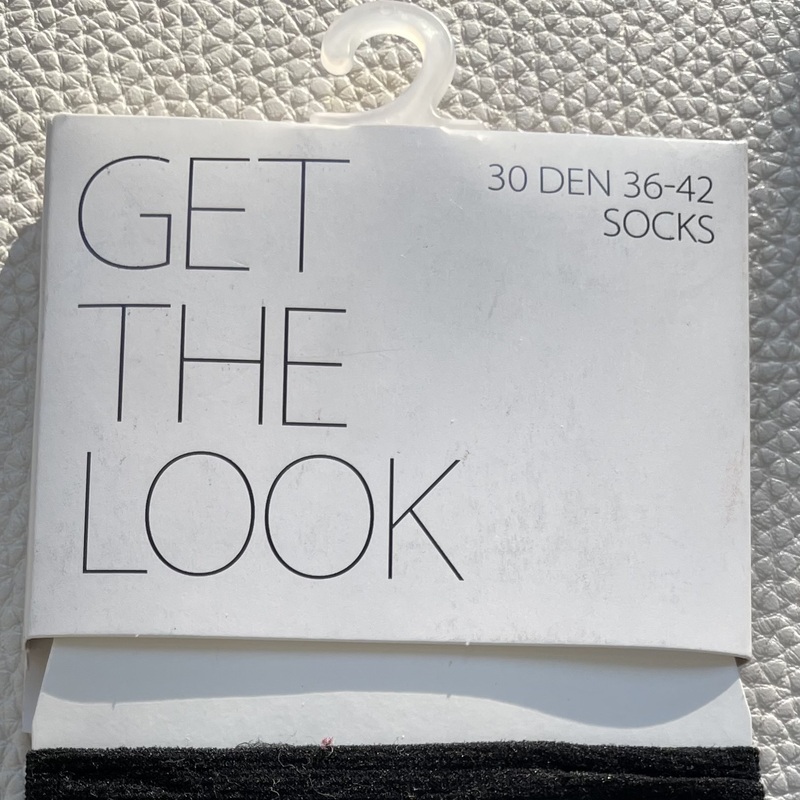 GET
THE
LOOK
30 DEN 36-42
SOCKS